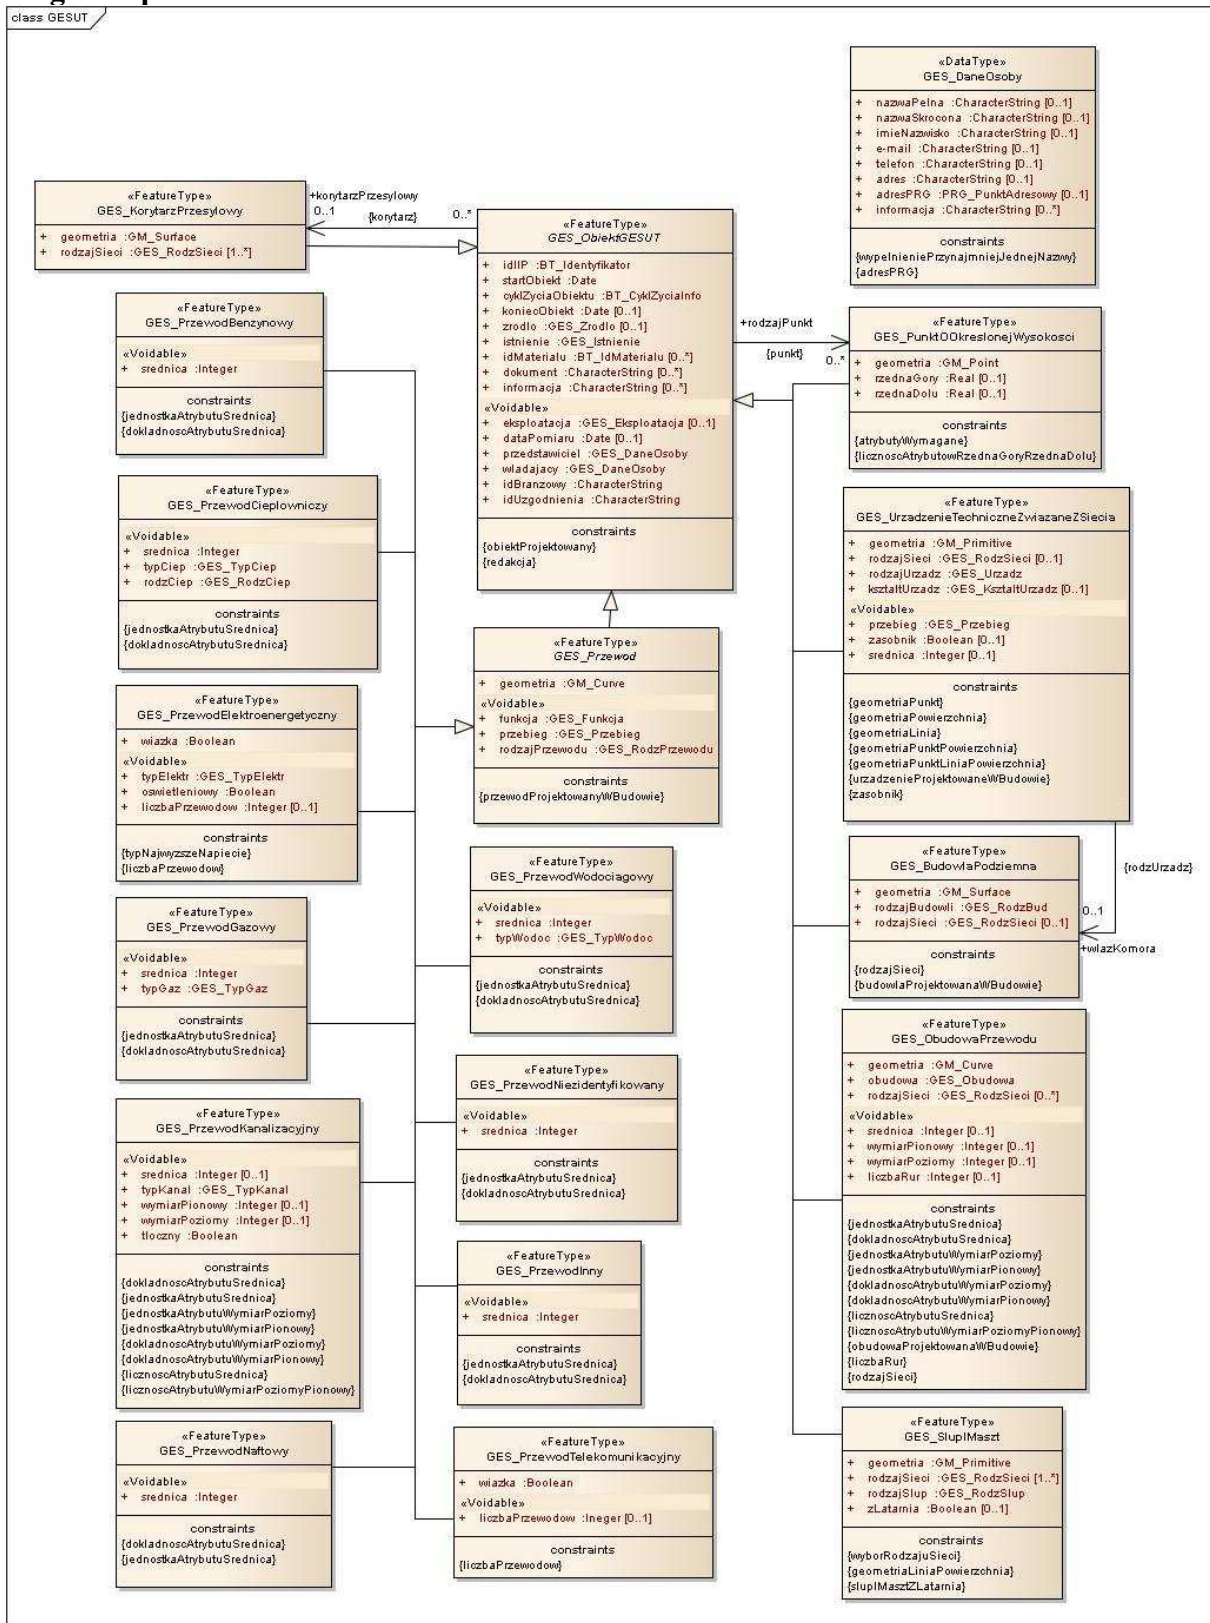 class GESUT
«DataType»
GES_DaneOsoby
+ nazwaPelna :CharacterString [0..1]
+ nazwaSkrocona :CharacterString [0..1]
+ imieNazwisko :CharacterString [0..1]
+ e-mail :CharacterString [0..1]
+ telefon :CharacterString [0..1]
+ adres :CharacterString [0..1]
+ adresPRG :PRG_PunktAdresowy [0..1]
+ informacja :CharacterString [0..*]
constraints
{wypelnieniePrzynajmniejJednejNazwy}
{adresPRG}
«FeatureType»
GES_KorytarzPrzesylowy
+ geometria :GM_Surface
+ rodzajSieci :GES_RodzSieci [1..*]
+korytarzPrzesylowy
0..1
{korytarz}
0..*
«FeatureType»
GES_ObiektGESUT
+ idIIP :BT_Identyfikator
+ startObiekt :Date
+ cyklZyciaObiektu :BT_CyklZyciaInfo
+ koniecObiekt :Date [0..1]
+ zrodlo :GES_Zrodlo [0..1]
+ istnienie :GES_Istnienie
+ idMaterialu :BT_IdMaterialu [0..*]
+ dokument :CharacterString [0..*]
+ informacja :CharacterString [0..*]
«Voidable»
+ eksploatacja :GES_Eksploatacja [0..1]
+ dataPomiaru :Date [0..1]
+ przedstawiciel :GES_DaneOsoby
+ wladajacy :GES_DaneOsoby
+ idBranzowy :CharacterString
+ idUzgodnienia :CharacterString
constraints
{obiektProjektowany}
{redakcja}
+rodzajPunkt
{punkt}
0..*
«FeatureType»
GES_PunktOOkreslonejWysokosci
+ geometria :GM_Point
+ rzednaGory :Real [0..1]
+ rzednaDolu :Real [0..1]
constraints
{atrybutyWymagane}
{licznoscAtrybutowRzednaGoryRzednaDolu}
«FeatureType»
GES_PrzewodBenzynowy
«Voidable»
+ srednica :Integer
constraints
{jednostkaAtrybutuSrednica}
{dokladnoscAtrybutuSrednica}
«FeatureType»
GES_PrzewodCieplowniczy
«Voidable»
+ srednica :Integer
+ typCiep :GES_TypCiep
+ rodzCiep :GES_RodzCiep
constraints
{jednostkaAtrybutuSrednica}
{dokladnoscAtrybutuSrednica}
«FeatureType»
GES_UrzadzenieTechniczneZwiazaneZSiecia
+ geometria :GM_Primitive
+ rodzajSieci :GES_RodzSieci [0..1]
+ rodzajUrzadz :GES_Urzadz
+ ksztaltUrzadz :GES_KsztaltUrzadz [0..1]
«Voidable»
+ przebieg :GES_Przebieg
+ zasobnik :Boolean [0..1]
+ srednica :Integer [0..1]
constraints
{geometriaPunkt}
{geometriaPowierzchnia}
{geometriaLinia}
{geometriaPunktPowierzchnia}
{geometriaPunktLiniaPowierzchnia}
{urzadzenieProjektowaneWBudowie}
{zasobnik}
«FeatureType»
GES_Przewod
+ geometria :GM_Curve
«Voidable»
+ funkcja :GES_Funkcja
+ przebieg :GES_Przebieg
+ rodzajPrzewodu :GES_RodzPrzewodu
constraints
{przewodProjektowanyWBudowie}
«FeatureType»
GES_PrzewodElektroenergetyczny
+ wiazka :Boolean
«Voidable»
+ typElektr :GES_TypElektr
+ oswietleniowy :Boolean
+ liczbaPrzewodow :Integer [0..1]
constraints
{typNajwyzszeNapiecie}
{liczbaPrzewodow}
{rodzUrzadz}
0..1
+wlazKomora
«FeatureType»
GES_BudowlaPodziemna
+ geometria :GM_Surface
+ rodzajBudowli :GES_RodzBud
+ rodzajSieci :GES_RodzSieci [0..1]
constraints
{rodzajSieci}
{budowlaProjektowanaWBudowie}
«FeatureType»
GES_PrzewodWodociagowy
«Voidable»
+ srednica :Integer
+ typWodoc :GES_TypWodoc
constraints
{jednostkaAtrybutuSrednica}
{dokladnoscAtrybutuSrednica}
«FeatureType»
GES_PrzewodGazowy
«Voidable»
+ srednica :Integer
+ typGaz :GES_TypGaz
constraints
{jednostkaAtrybutuSrednica}
{dokladnoscAtrybutuSrednica}
«FeatureType»
GES_ObudowaPrzewodu
+ geometria :GM_Curve
+ obudowa :GES_Obudowa
+ rodzajSieci :GES_RodzSieci [0..*]
«Voidable»
+ srednica :Integer [0..1]
+ wymiarPionowy :Integer [0..1]
+ wymiarPoziomy :Integer [0..1]
+ liczbaRur :Integer [0..1]
constraints
{jednostkaAtrybutuSrednica}
{dokladnoscAtrybutuSrednica}
{jednostkaAtrybutuWymiarPoziomy}
{jednostkaAtrybutuWymiarPionowy}
{dokladnoscAtrybutuWymiarPoziomy}
{dokladnoscAtrybutuWymiarPionowy}
{licznoscAtrybutuSrednica}
{licznoscAtrybutuWymiarPoziomyPionowy}
{obudowaProjektowanaWBudowie}
{liczbaRur}
{rodzajSieci}
«FeatureType»
GES_PrzewodNiezidentyfikowany
«Voidable»
+ srednica :Integer
constraints
{jednostkaAtrybutuSrednica}
{dokladnoscAtrybutuSrednica}
«FeatureType»
GES_PrzewodKanalizacyjny
«Voidable»
+ srednica :Integer [0..1]
+ typKanal :GES_TypKanal
+ wymiarPionowy :Integer [0..1]
+ wymiarPoziomy :Integer [0..1]
+ tloczny :Boolean
constraints
{dokladnoscAtrybutuSrednica}
{jednostkaAtrybutuSrednica}
{jednostkaAtrybutuWymiarPoziomy}
{jednostkaAtrybutuWymiarPionowy}
{dokladnoscAtrybutuWymiarPoziomy}
{dokladnoscAtrybutuWymiarPionowy}
{licznoscAtrybutuSrednica}
{licznoscAtrybutuWymiarPoziomyPionowy}
«FeatureType»
GES_PrzewodInny
«Voidable»
+ srednica :Integer
constraints
{jednostkaAtrybutuSrednica}
{dokladnoscAtrybutuSrednica}
«FeatureType»
GES_PrzewodNaftowy
«Voidable»
+ srednica :Integer
constraints
{dokladnoscAtrybutuSrednica}
{jednostkaAtrybutuSrednica}
«FeatureType»
GES_PrzewodTelekomunikacyjny
+ wiazka :Boolean
«Voidable»
+ liczbaPrzewodow :Ineger [0..1]
constraints
{liczbaPrzewodow}
«FeatureType»
GES_SlupIMaszt
+ geometria :GM_Primitive
+ rodzajSieci :GES_RodzSieci [1..*]
+ rodzajSlup :GES_RodzSlup
+ zLatarnia :Boolean [0..1]
constraints
{wyborRodzajuSieci}
{geometriaLiniaPowierzchnia}
{slupIMasztZLatarnia}